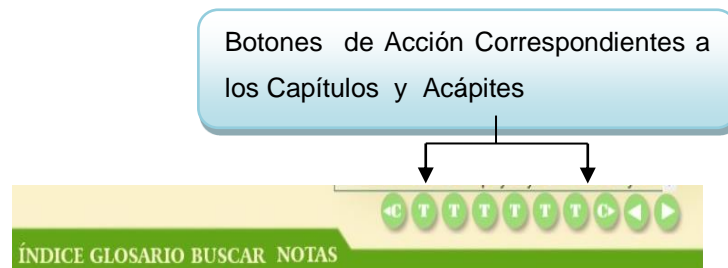 Botones de Acción Correspondientes a
los Capítulos y Acápites
C T T T T T T C
ÍNDICE GLOSARIO BUSCAR NOTAS